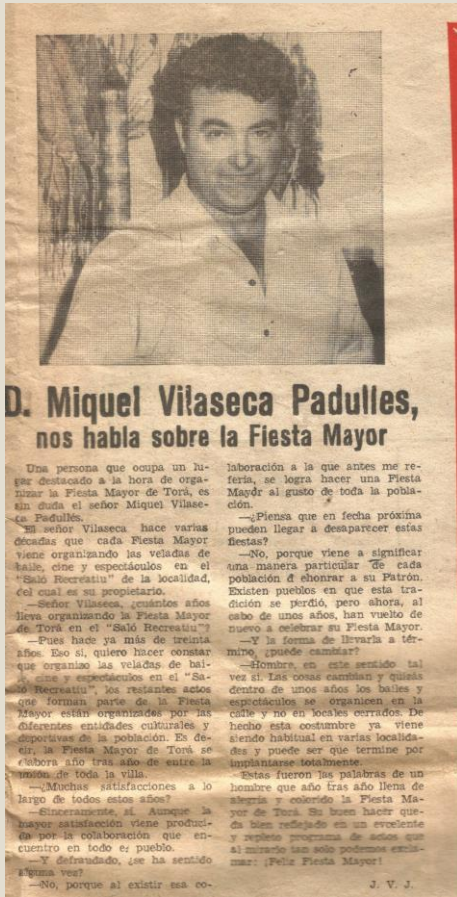 D. Miquel Vilaseca Padulles,
nos habla sobre la Fiesta Mayor
Una persona que ocupa un lu-
gar destacado a la hora de orga-
nizar la Fiesta Mayor de Torá, es
sin duda el señor Miquel Vilase-
ca Padullés.
El señor Vilaseca hace varias
décadas que cada Fiesta Mayor
viene organizando las veladas de
baile, cine y espectáculos en el
"Saló Recreatiu" de la localidad,
del cual es su propietario.
—Señor Vilaseca, ¿cuántos años
lleva organizando la Fiesta Mayor
de Torà en el "Saló Recreatiu"?
—Pues hace ya más de treinta
años. Eso si, quiero hacer constar
que organizo las veladas de bai-
le, cine y espectáculos en el "Sa-
ló Recreatiu", los restantes actos
que forman parte de la Fiesta
Mayor están organizados por las
diferentes entidades culturales y
deportivas de la población. Es de-
cir, la Fiesta Mayor de Torà se
elabora año tras año de entre la
unión de toda la villa.
—¿Muchas satisfacciones a lo
largo de todos estos años?
—Sinceramente, sí. Aunque la
mayor satisfacción viene produci-
da por la colaboración que en-
cuentro en todo e; pueblo.
—Y defraudado, ¿se ha sentido
alguna vez?
—No, porque al existir esa co-
laboración a la que antes me re-
fería, se logra hacer una Fiesta
Mayor al gusto de toda la pobla-
ción.
—¿Piensa que en fecha próxima
pueden llegar a desaparecer estas
fiestas?
—No, porque viene a significar
una manera particular de cada
población d ehonrar a su Patrón.
Existen pueblos en que esta tra-
dición se perdió, pero ahora, al
cabo de unos años, han vuelto de
nuevo a celebrar su Fiesta Mayor.
—Y la forma de llevarla a tér-
mino, ¿puede cambiar?
—Hombre, en este sentido tal
vez sí. Las cosas cambian y quizás
dentro de unos años los bailes y
espectáculos se organicen en la
calle y no en locales cerrados. De
hecho esta costumbre ya viene
siendo habitual en varias localida-
des y puede ser que termine por
implantarse totalmente.
Estas fueron las palabras de un
hombre que año tras año llena de
alegría y colorido la Fiesta Ma-
yor de Torà. Su buen hacer que-
da bien reflejado en un excelente
y repleto programa de actos que
al mirarlo tan solo podemos excla-
mar: ¡Feliz Fiesta Mayor!
J. V. J.